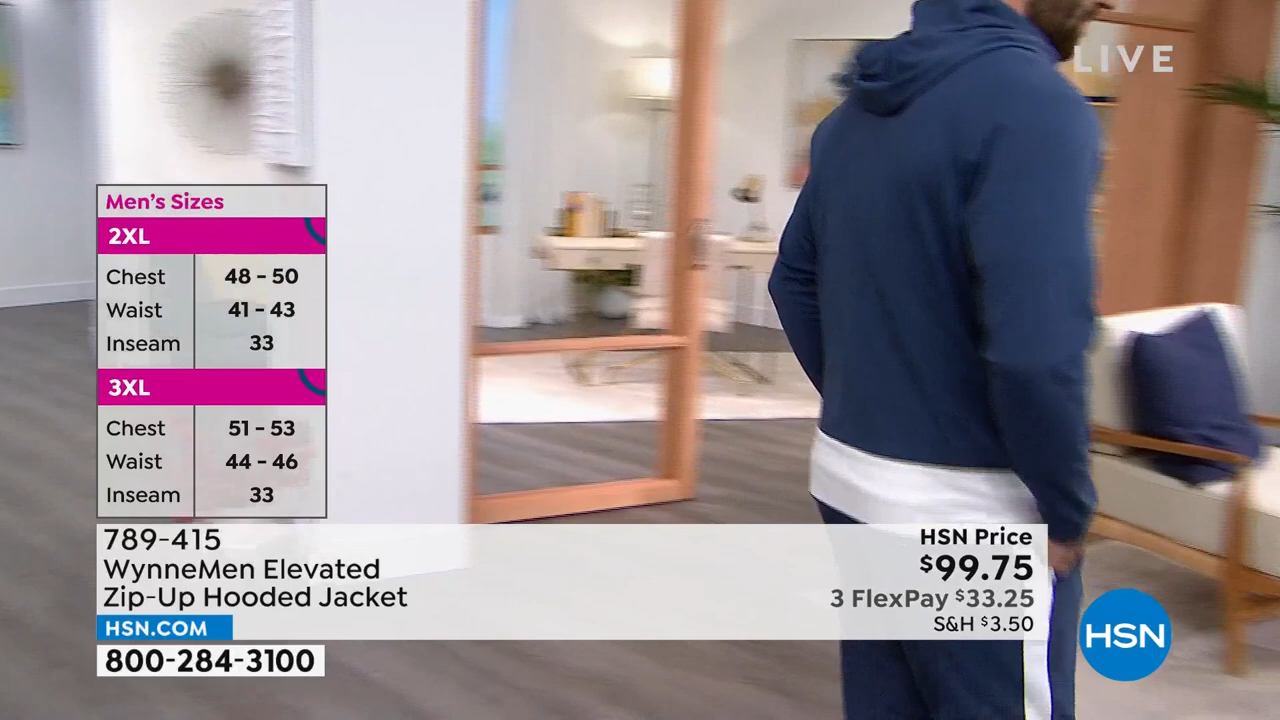 LIVE
Men's Sizes
2XL
Chest 48 - 50
Waist 41 - 43
Inseam 33
3XL
Chest 51 - 53
Waist 44 - 46
Inseam 33
789-415
WynneMen Elevated
Zip-Up Hooded Jacket
HSN.COM
800-284-3100
HSN Price
$99.75
3 FlexPay $33.25
S&H $3.50
HSN